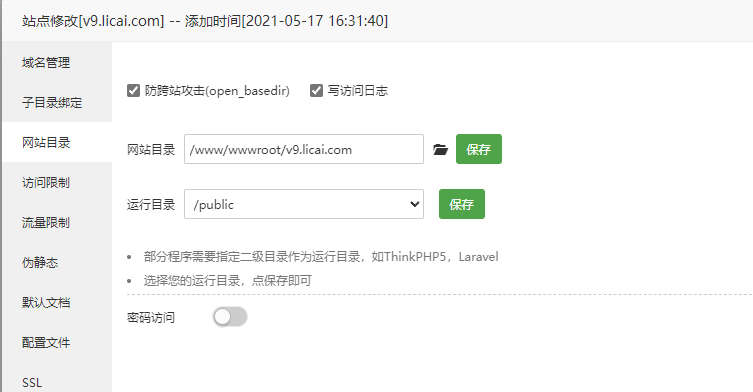 站点修改[v9.licai.com] -- 添加时间[2021-05-17 16:31:40]
域名管理
子目录绑定
网站目录
访问限制
流量限制
伪静态
默认文档
配置文件
SSL
防跨站攻击(open_basedir) 写访问日志
网站目录 /www/wwwroot/v9.licai.com 保存
运行目录 /public 保存
• 部分程序需要指定二级目录作为运行目录，如ThinkPHP5，Laravel
• 选择您的运行目录，点保存即可
密码访问